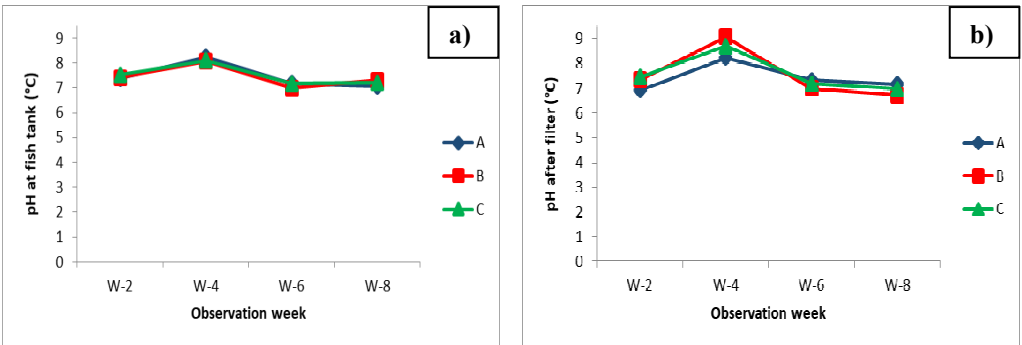 a)
pH at fish tank (°C)
9
8
7
6
5
4
3
2
1
0
W-2 W-4 W-6 W-8
Observation week
A
B
C
b)
pH after filter (°C)
9
8
7
6
5
4
3
2
1
0
W-2 W-4 W-6 W-8
Observation week
A
B
C